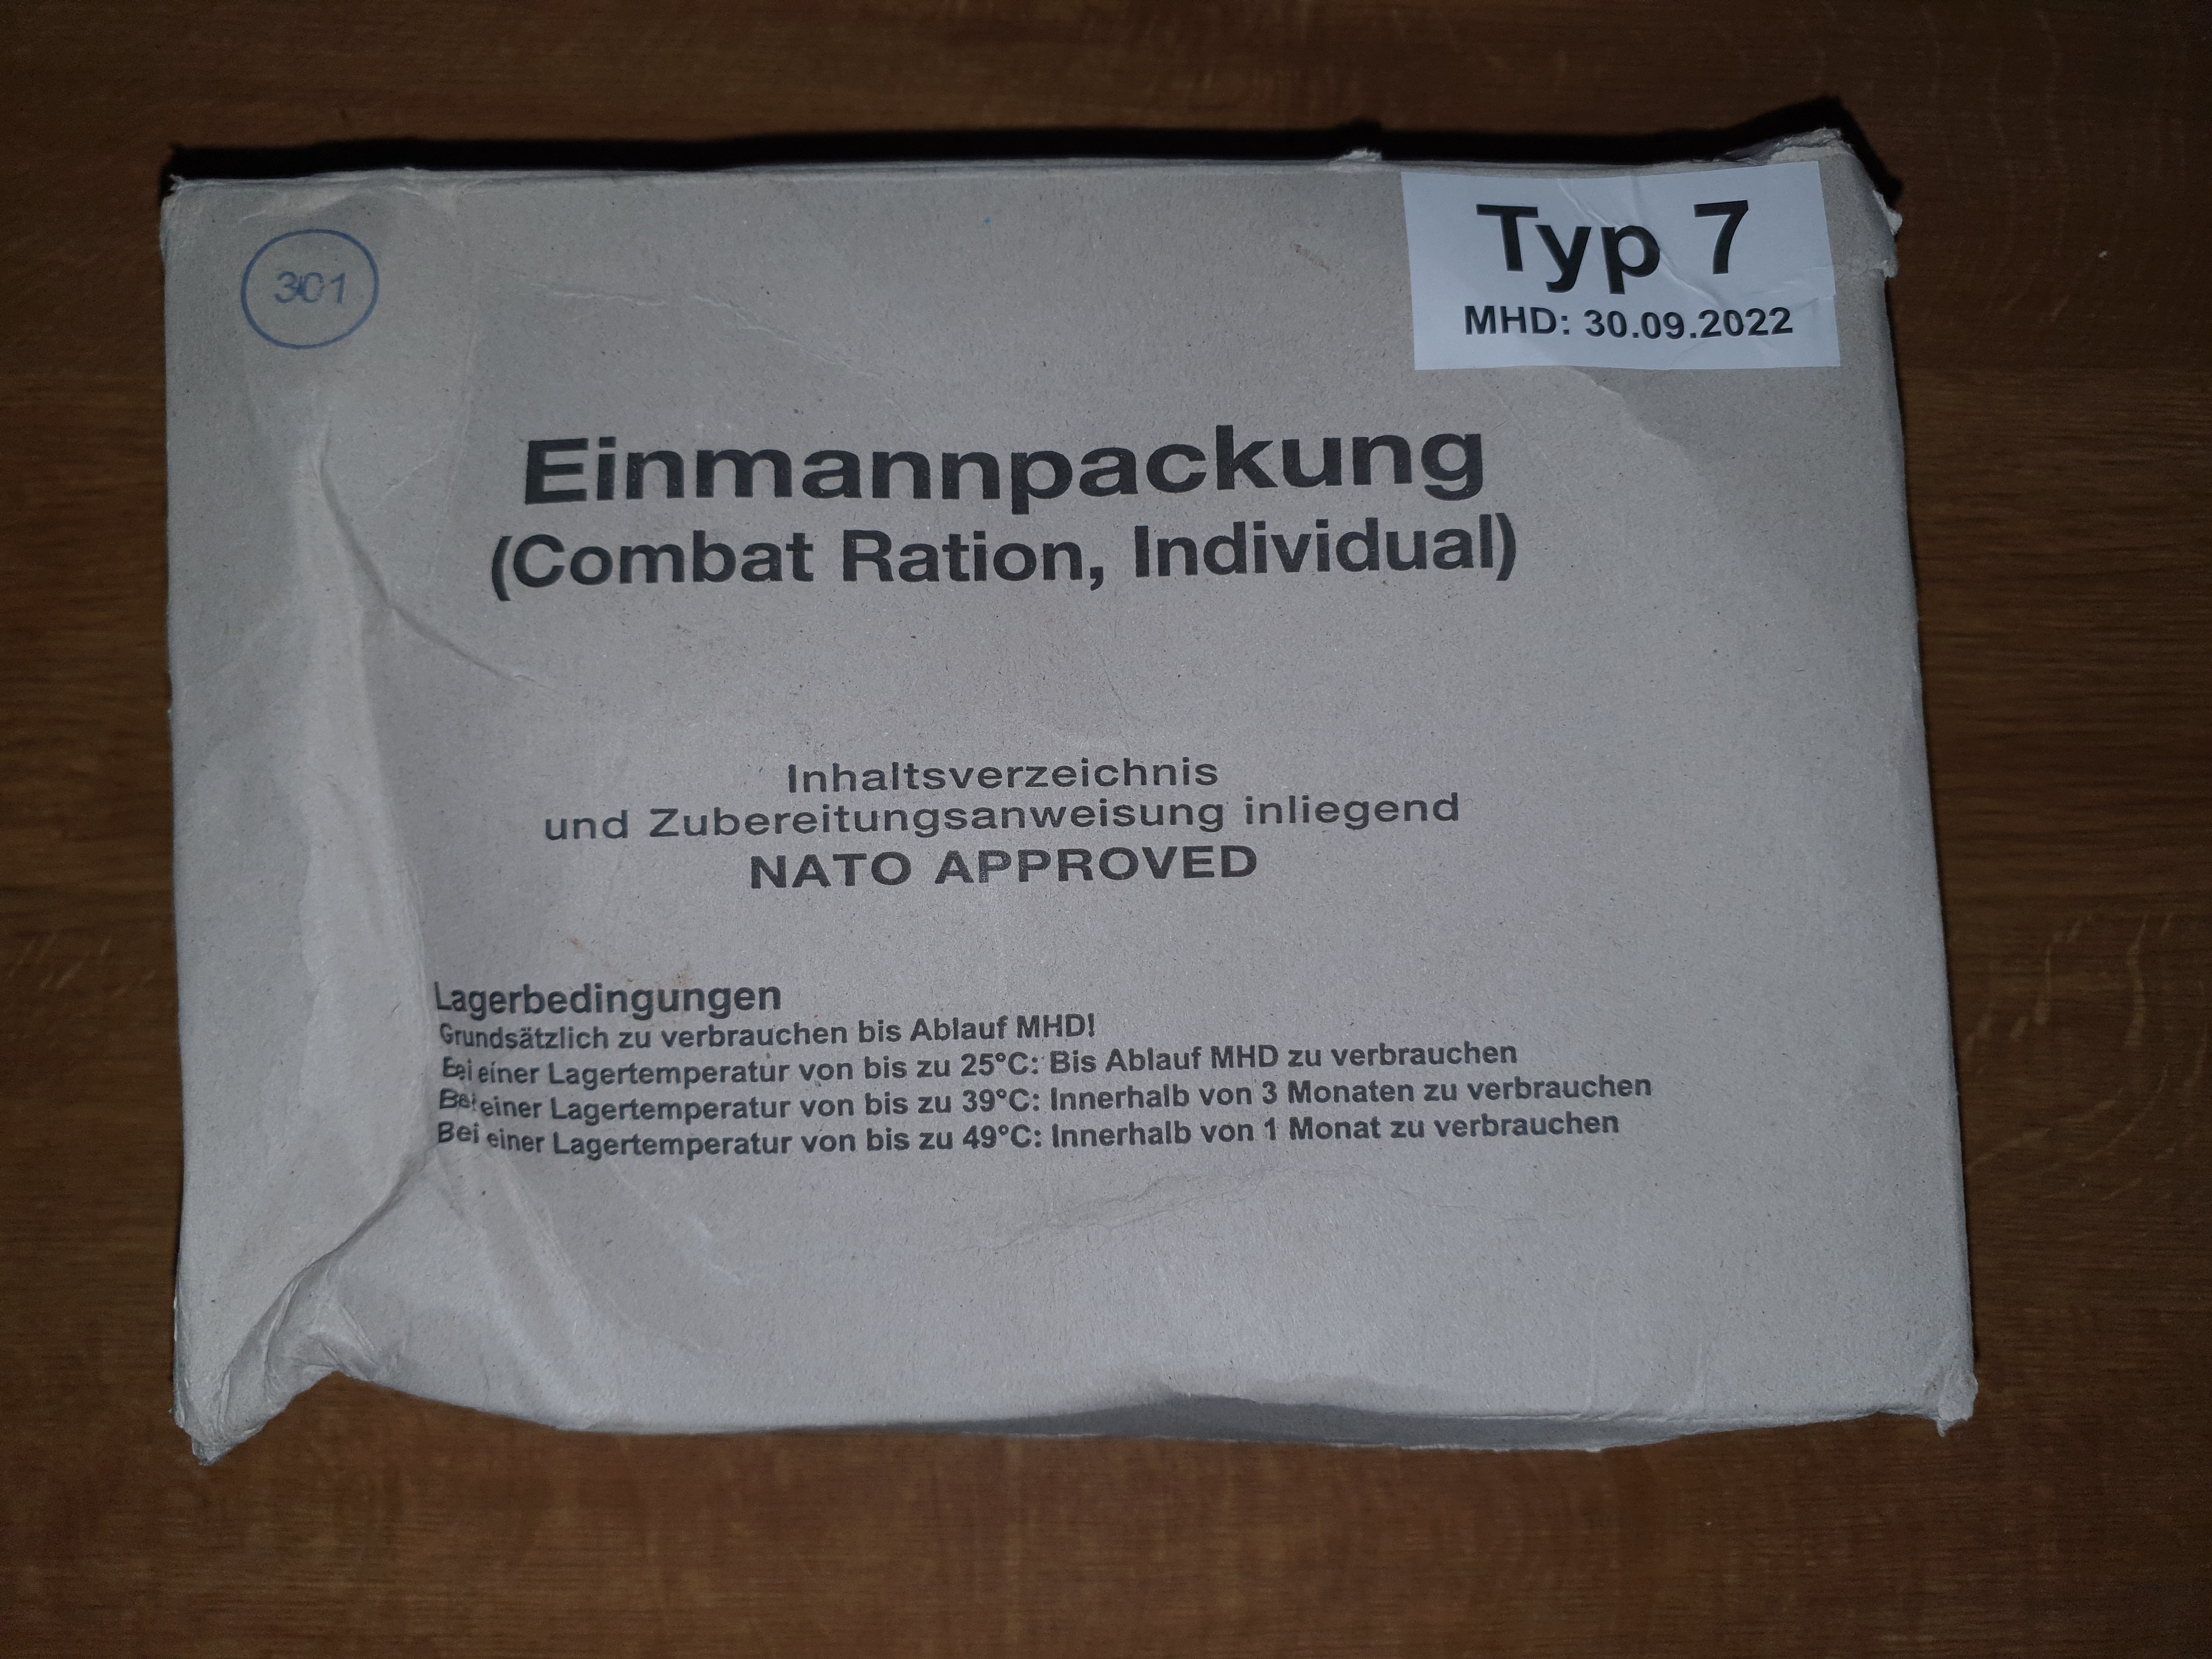 301
Typ 7
MHD: 30.09.2022
Einmannpackung
(Combat Ration, Individual)
Inhaltsverzeichnis
und Zubereitungsanweisung inliegend
NATO APPROVED
Lagerbedingungen
Grundsätzlich zu verbrauchen bis Ablauf MHD!
Bei einer Lagertemperatur von bis zu 25°C: Bis Ablauf MHD zu verbrauchen
Bei einer Lagertemperatur von bis zu 39°C: Innerhalb von 3 Monaten zu verbrauchen
Bei einer Lagertemperatur von bis zu 49°C: Innerhalb von 1 Monat zu verbrauchen